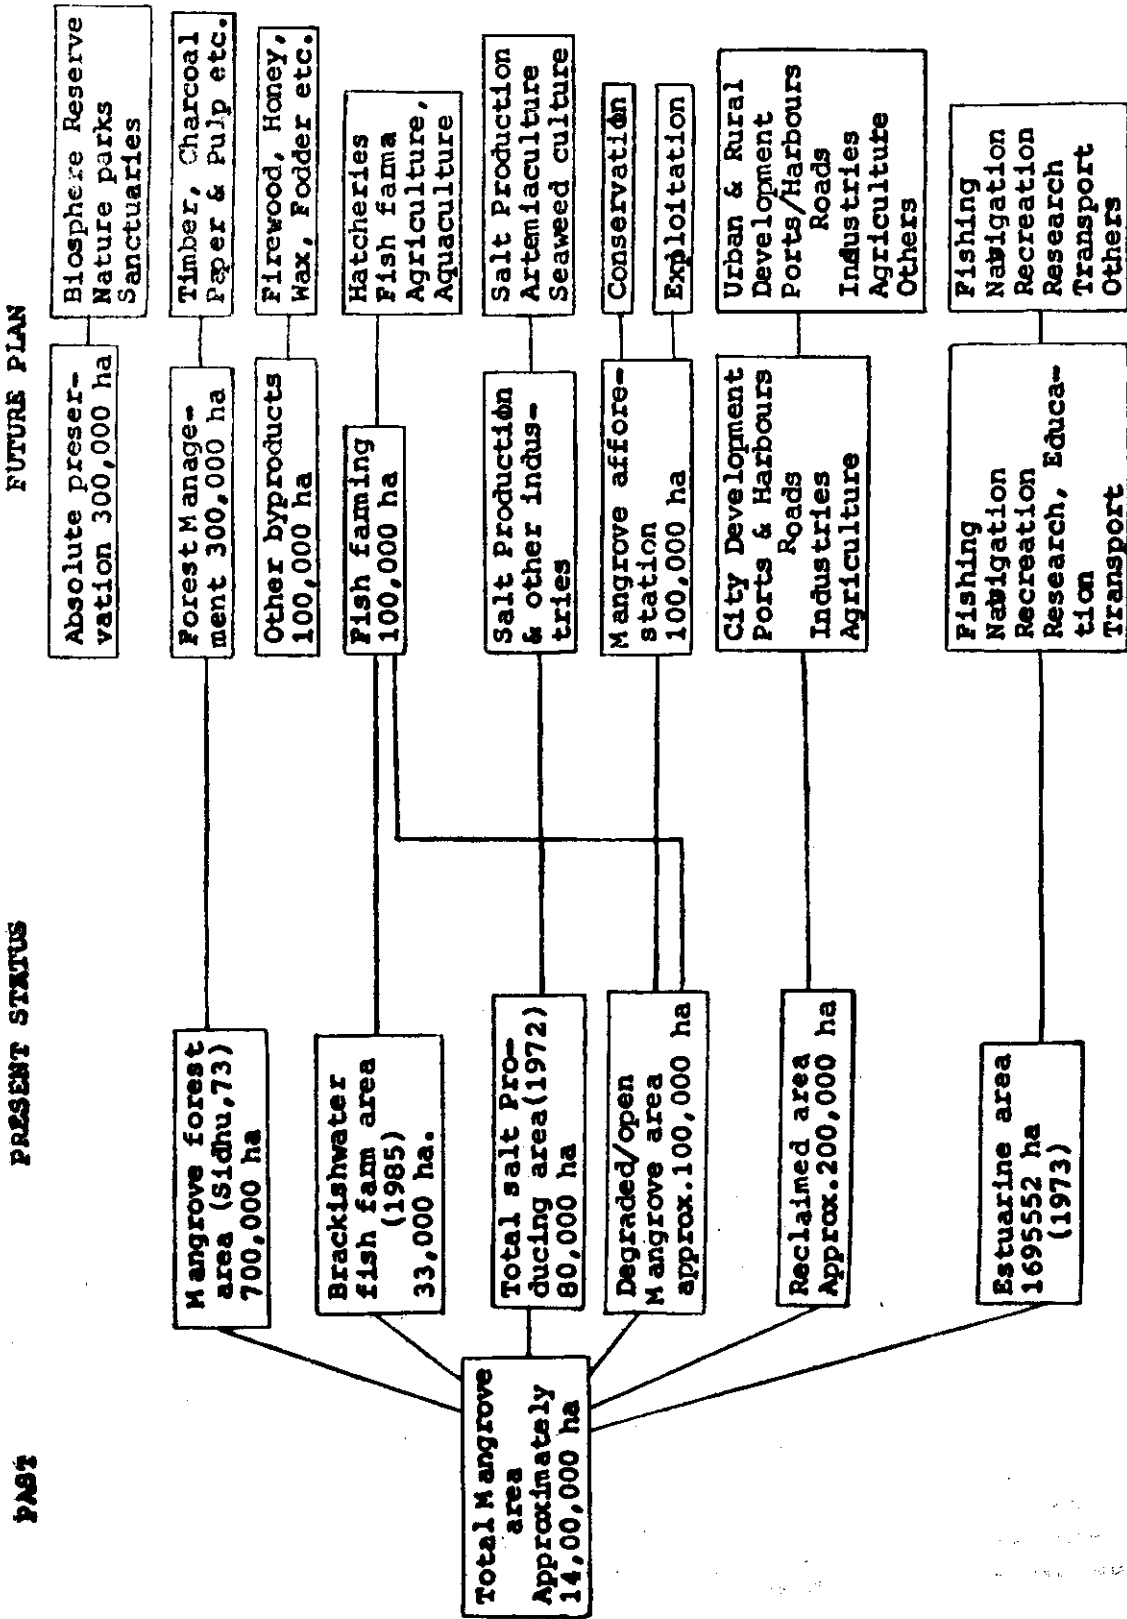 PAST
PRESENT STATUS
FUTURE PLAN
Total Mangrove
area
Approximately
14,00,000 ha
Mangrove forest
area (Sidhu,73)
700,000 ha
Brackishwater
fish farm area
(1985)
33,000 ha.
Total salt Pro-
ducing area(1972)
80,000 ha
Degraded/open
Mangrove area
approx.100,000 ha
Reclaimed area
Approx.200,000 ha
Estuarine area
1695552 ha
(1973)
Absolute preser-
vation 300,000 ha
Forest Manage-
ment 300,000 ha
Other byproducts
100,000 ha
Fish faming
100,000 ha
Salt Production
& other indus-
tries
Mangrove affore-
station
100,000 ha
City Development
Ports & Harbours
Roads
Industries
Agriculture
Fishing
Navigation
Recreation
Research, Educa-
tion
Transport
Biosphere Reserve
Nature parks
Sanctuaries
Timber, Charcoal
Paper & Pulp etc.
Firewood, Honey,
Wax, Fodder etc.
Hatcheries
Fish fama
Agriculture,
Aquaculture
Salt Production
Artemiaculture
Seaweed culture
Conservation
Exploitation
Urban & Rural
Development
Ports/Harbours
Roads
Industries
Agriculture
Others
Fishing
Navigation
Recreation
Research
Transport
Others